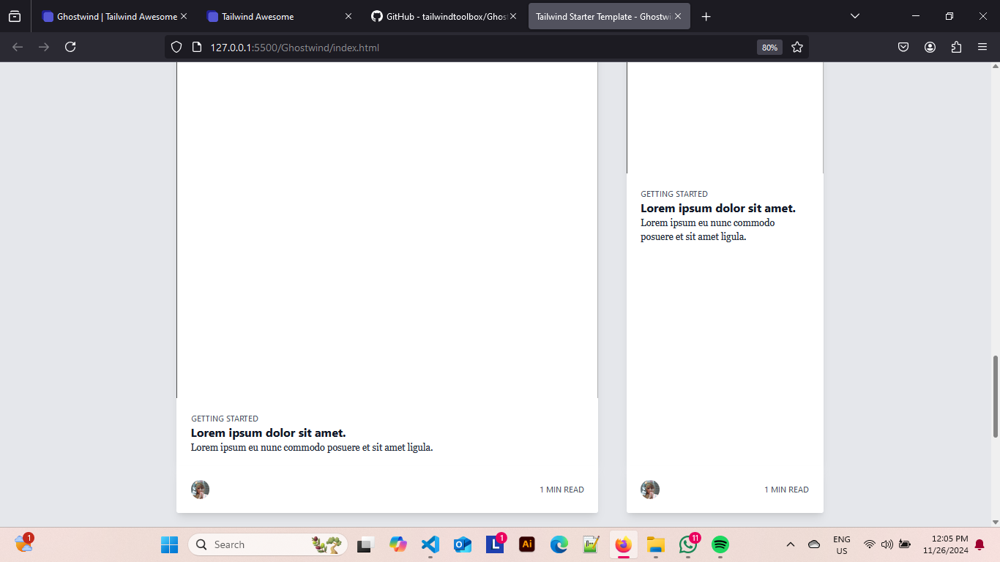 Ghostwind | Tailwind Awesome
Tailwind Awesome
GitHub - tailwindtoolbox/Ghos
Tailwind Starter Template - Ghostwi
127.0.0.1:5500/Ghostwind/index.html
80%
GETTING STARTED
Lorem ipsum dolor sit amet.
Lorem ipsum eu nunc commodo
posuere et sit amet ligula.
GETTING STARTED
Lorem ipsum dolor sit amet.
Lorem ipsum eu nunc commodo posuere et sit amet ligula.
1 MIN READ
1 MIN READ
1
Search
L
1
Ai
11
ENG
US
12:05 PM
11/26/2024